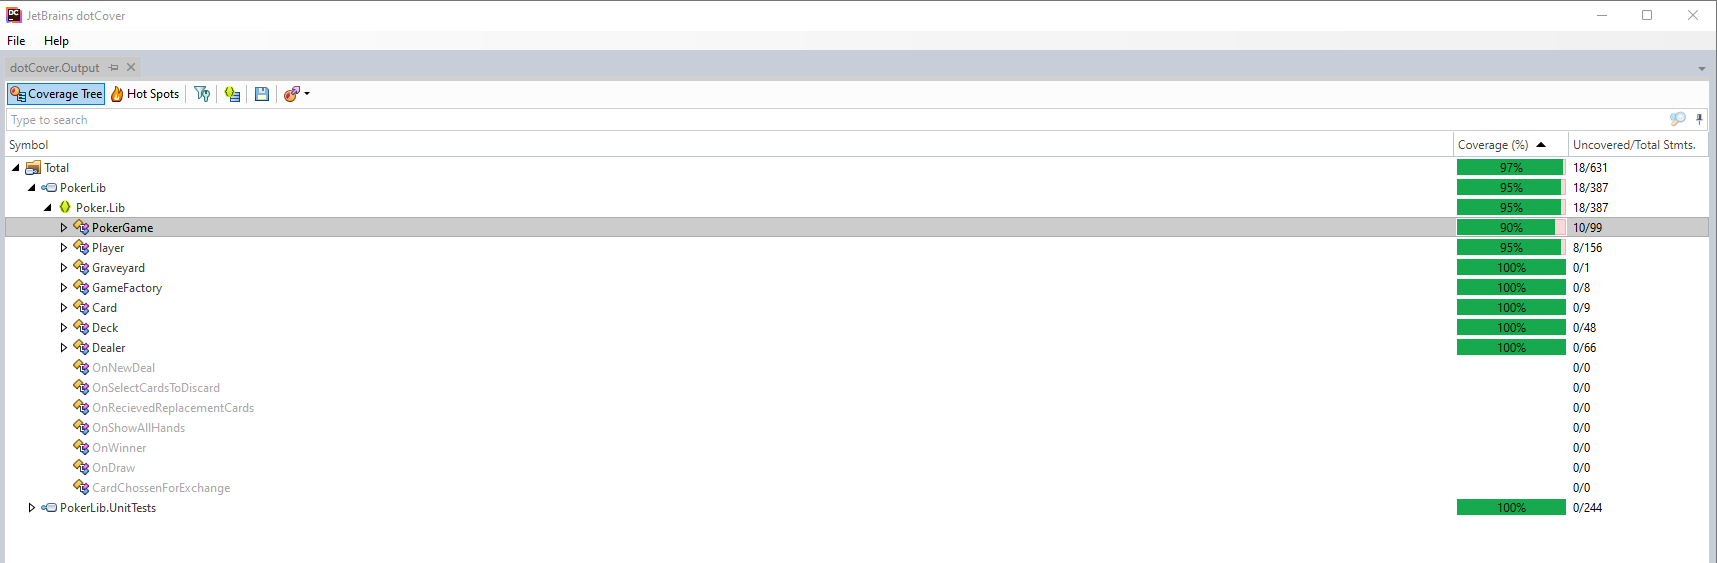 DC JetBrains dotCover
File Help
dotCover.Output
Coverage Tree Hot Spots
Type to search
Symbol Coverage (%) Uncovered/Total Stmts.
Total 97% 18/631
PokerLib 95% 18/387
Poker.Lib 95% 18/387
PokerGame 90% 10/99
Player 95% 8/156
Graveyard 100% 0/1
GameFactory 100% 0/8
Card 100% 0/9
Deck 100% 0/48
Dealer 100% 0/66
OnNewDeal 0/0
OnSelectCardsToDiscard 0/0
OnRecievedReplacementCards 0/0
OnShowAllHands 0/0
OnWinner 0/0
OnDraw 0/0
CardChossenForExchange 0/0
PokerLib.UnitTests 100% 0/244